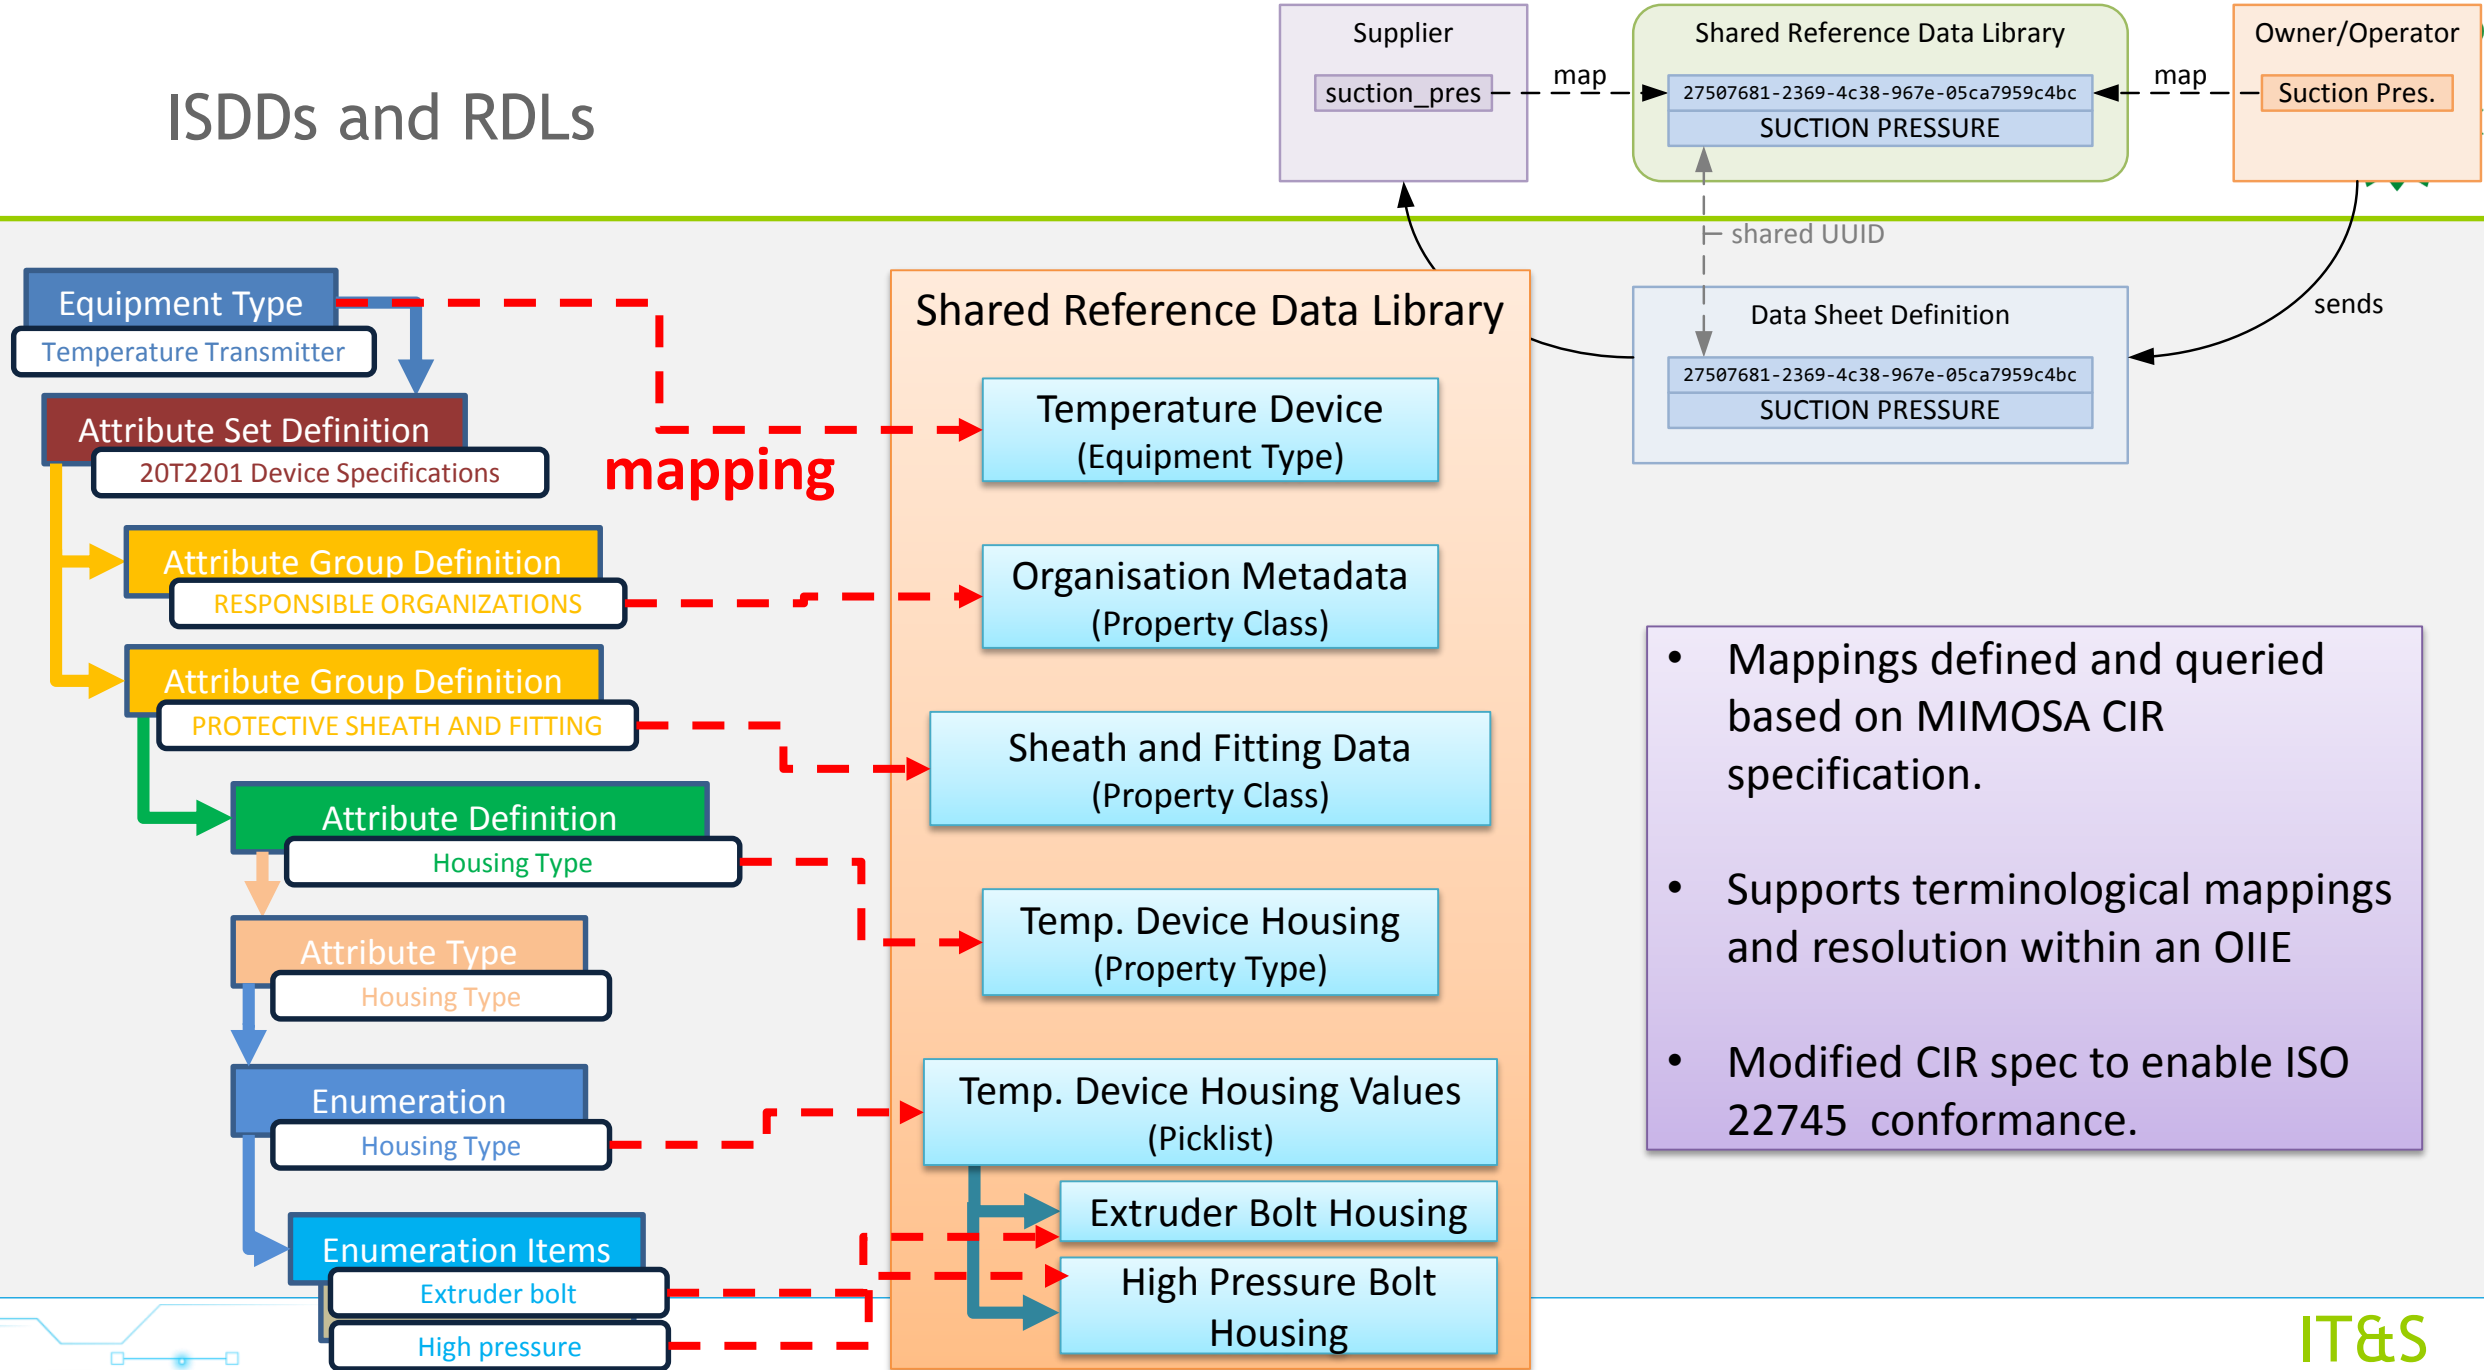 ISDDs and RDLs
Supplier
suction_pres
map
Shared Reference Data Library
27507681-2369-4c38-967e-05ca7959c4bc
SUCTION PRESSURE
map
Owner/Operator
Suction Pres.
shared UUID
Data Sheet Definition
27507681-2369-4c38-967e-05ca7959c4bc
SUCTION PRESSURE
sends
Equipment Type
Temperature Transmitter
Attribute Set Definition
20T2201 Device Specifications
mapping
Attribute Group Definition
RESPONSIBLE ORGANIZATIONS
Attribute Group Definition
PROTECTIVE SHEATH AND FITTING
Attribute Definition
Housing Type
Attribute Type
Housing Type
Enumeration
Housing Type
Enumeration Items
Extruder bolt
High pressure
Shared Reference Data Library
Temperature Device
(Equipment Type)
Organisation Metadata
(Property Class)
Sheath and Fitting Data
(Property Class)
Temp. Device Housing
(Property Type)
Temp. Device Housing Values
(Picklist)
Extruder Bolt Housing
High Pressure Bolt
Housing
• Mappings defined and queried
based on MIMOSA CIR
specification.
• Supports terminological mappings
and resolution within an OIIE
• Modified CIR spec to enable ISO
22745 conformance.
IT&S